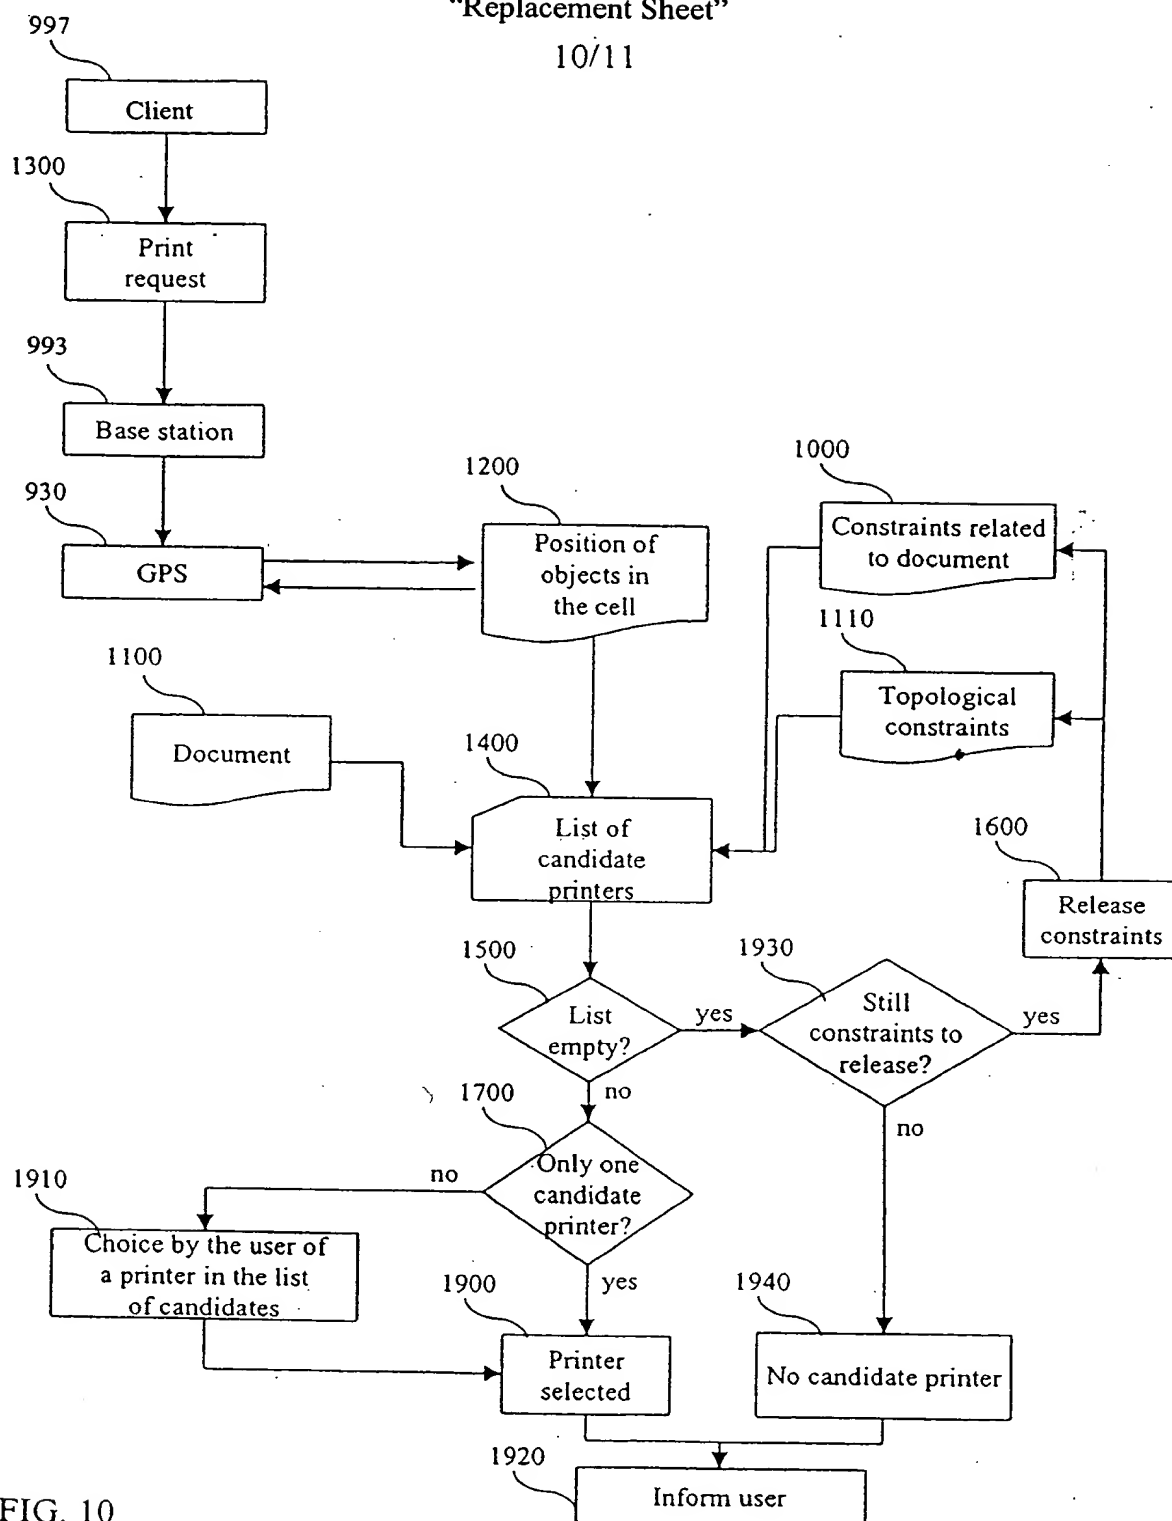 "Replacement Sheet"
10/11
997
Client
1300
Print
request
993
Base station
930
GPS
1200
Position of
objects in
the cell
1000
Constraints related
to document
1110
Topological
constraints
1100
Document
1400
List of
candidate
printers
1600
Release
constraints
1500
List
empty?
yes
1930
Still
constraints to
release?
yes
no
no
1700
Only one
candidate
printer?
no
yes
1910
Choice by the user of
a printer in the list
of candidates
1900
Printer
selected
1940
No candidate printer
1920
Inform user
FIG. 10